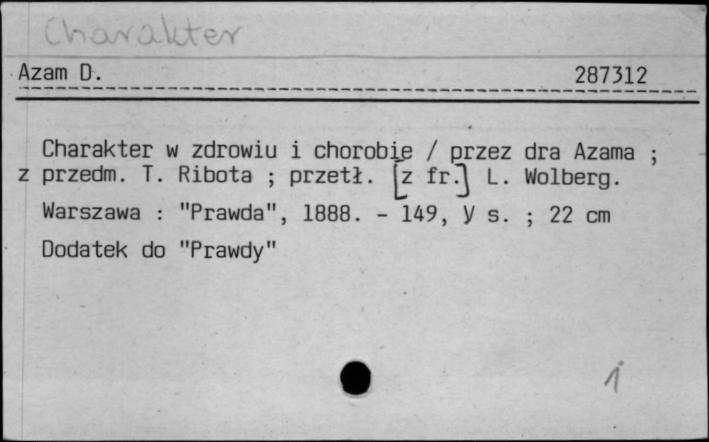 Charakter
Azam D. 287312
Charakter w zdrowiu i chorobie / przez dra Azama ;
z przedm. T. Ribota ; przetł. [z fr.] L. Wolberg.
Warszawa : "Prawda", 1888. - 149, y s. ; 22 cm
Dodatek do "Prawdy"
1